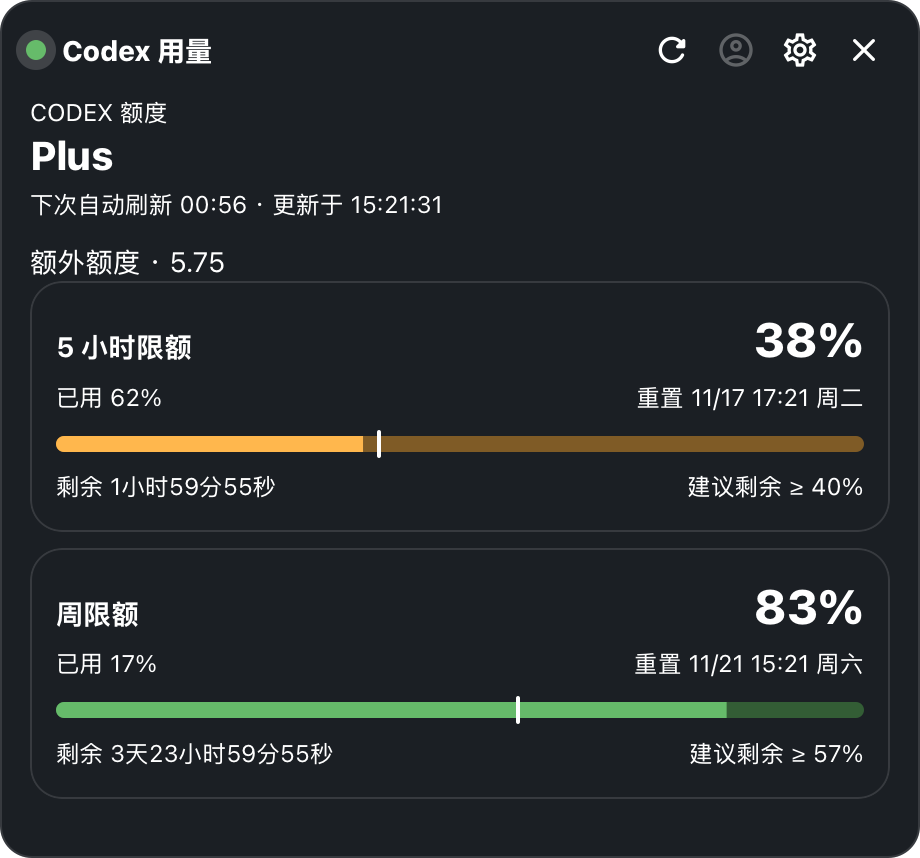 Codex 用量
CODEX 额度
Plus
下次自动刷新 00:56 · 更新于 15:21:31
额外额度 · 5.75
5 小时限额 38%
已用 62% 重置 11/17 17:21 周二
剩余 1小时59分55秒 建议剩余 ≥ 40%
周限额 83%
已用 17% 重置 11/21 15:21 周六
剩余 3天23小时59分55秒 建议剩余 ≥ 57%